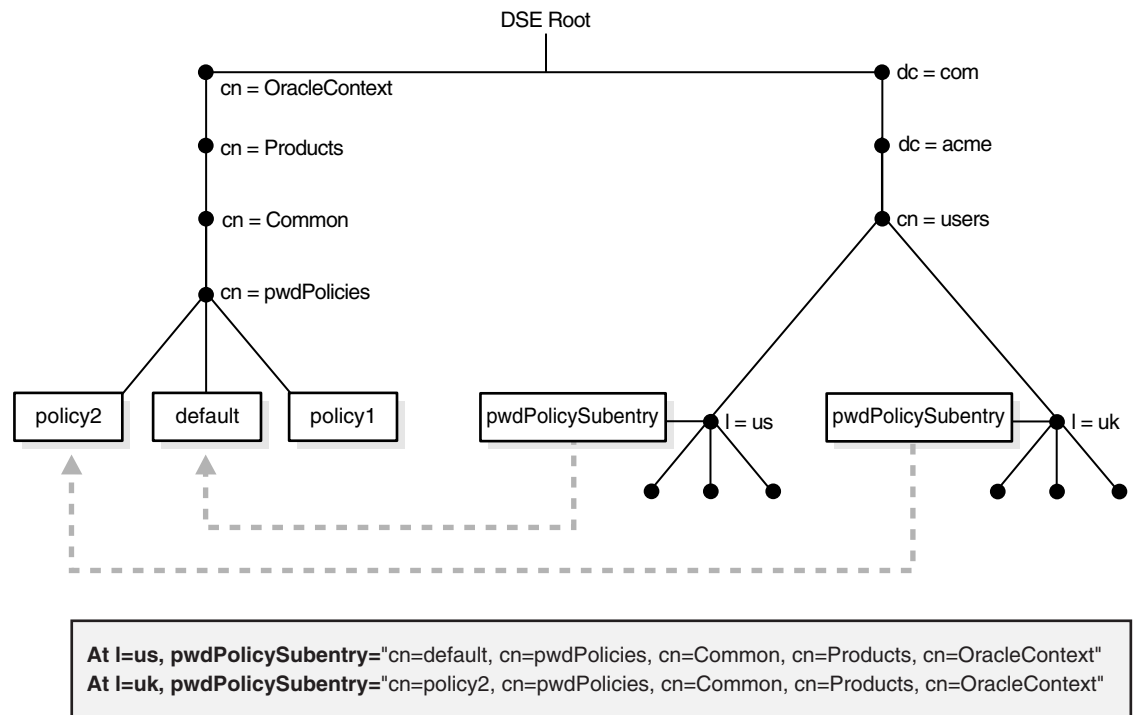 DSE Root
cn = OracleContext
dc = com
cn = Products
dc = acme
cn = Common
cn = users
cn = pwdPolicies
policy2
default
policy1
pwdPolicySubentry
l = us
pwdPolicySubentry
l = uk
At l=us, pwdPolicySubentry="cn=default, cn=pwdPolicies, cn=Common, cn=Products, cn=OracleContext"
At l=uk, pwdPolicySubentry="cn=policy2, cn=pwdPolicies, cn=Common, cn=Products, cn=OracleContext"